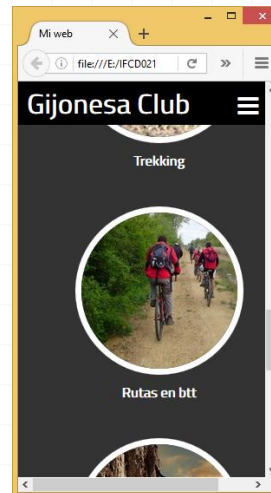 Mi web
file:///E:/IFCD021
Gijonesa Club
Trekking
Rutas en btt